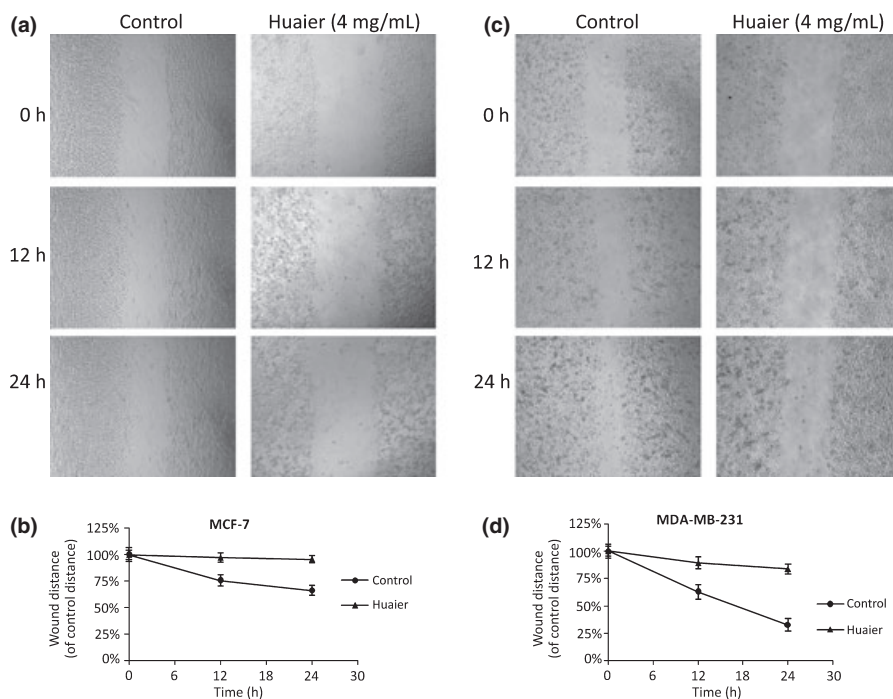 (a)
Control
Huaier (4 mg/mL)
0 h
12 h
24 h
(c)
Control
Huaier (4 mg/mL)
0 h
12 h
24 h
(b)
MCF-7
Wound distance
(of control distance)
125%
100%
75%
50%
25%
0%
0 6 12 18 24 30
Time (h)
Control
Huaier
(d)
MDA-MB-231
Wound distance
(of control distance)
125%
100%
75%
50%
25%
0%
0 6 12 18 24 30
Time (h)
Control
Huaier